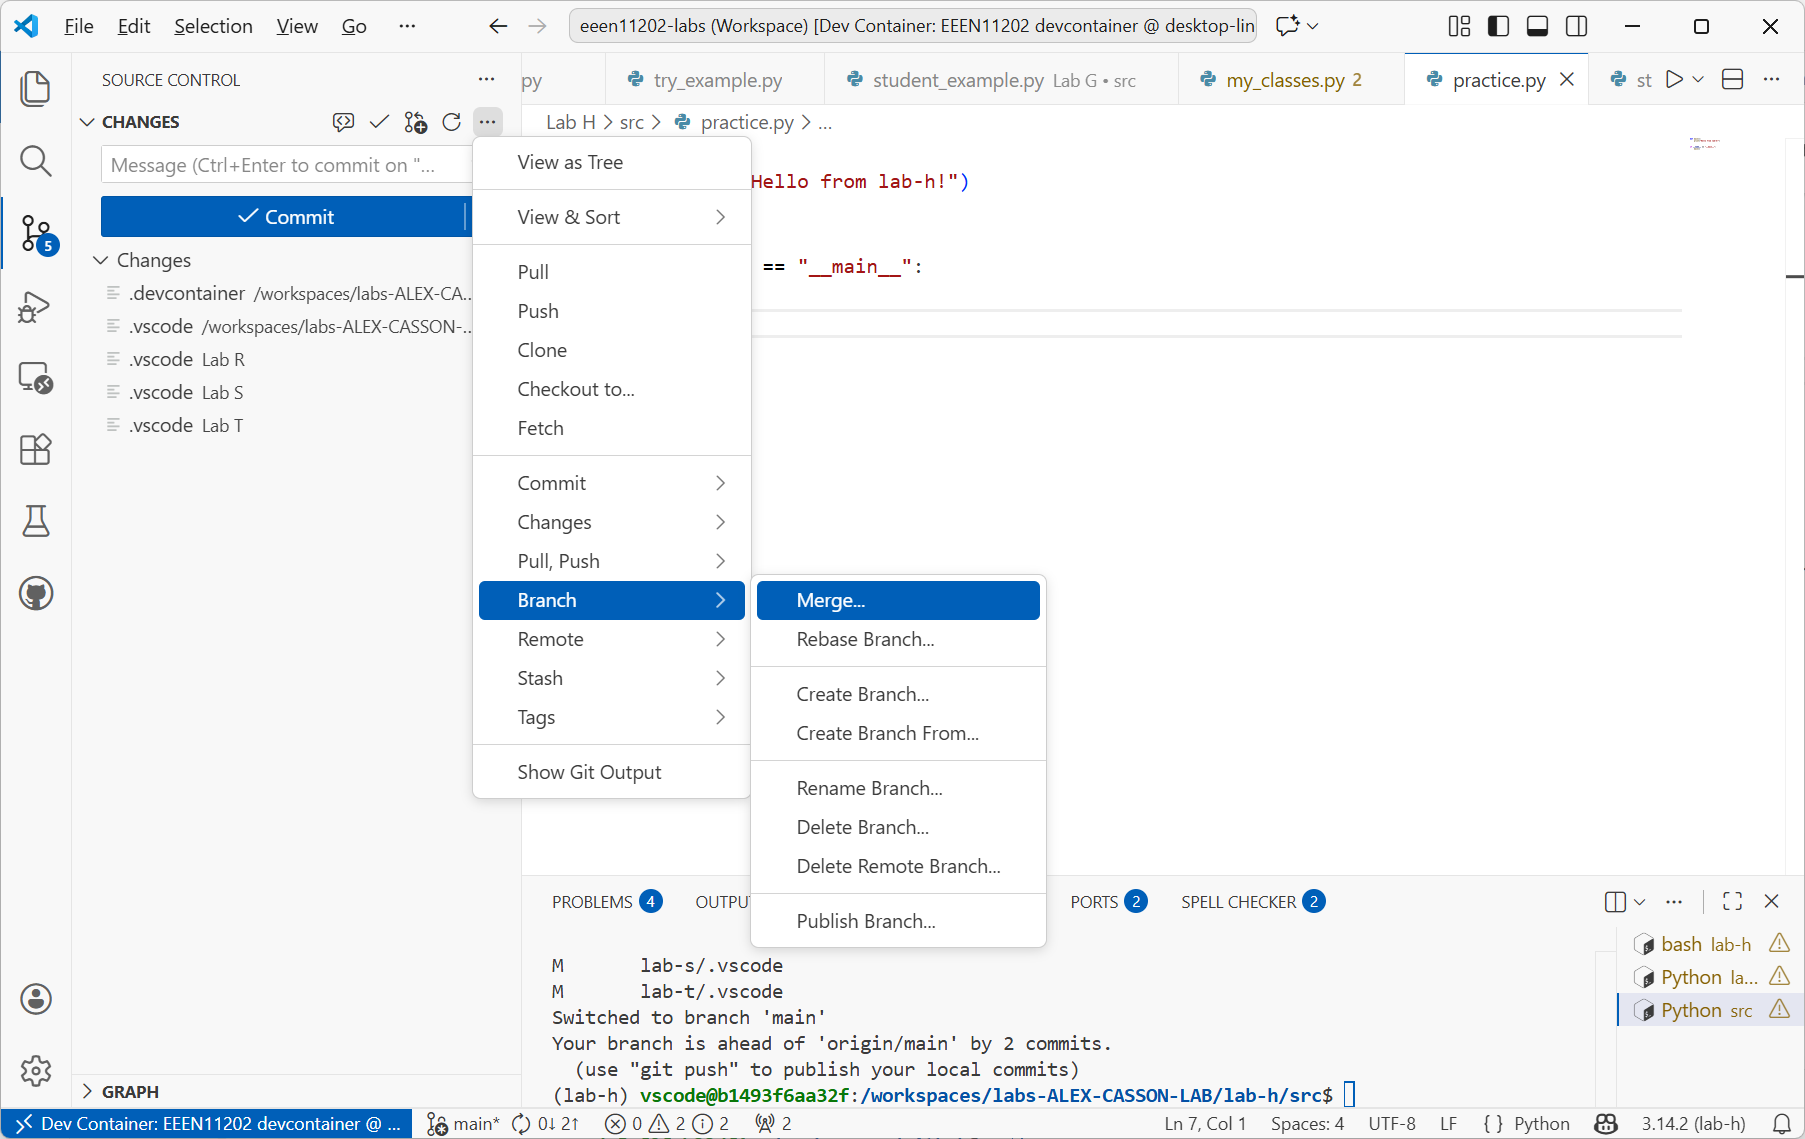 File Edit Selection View Go ··· eeen11202-labs (Workspace) [Dev Container: EEEN11202 devcontainer @ desktop-lin
SOURCE CONTROL
py try_example.py student_example.py Lab G • src my_classes.py 2 practice.py st
CHANGES
Lab H > src > practice.py > ...
Message (Ctrl+Enter to commit on "...
Commit
Changes
.devcontainer /workspaces/labs-ALEX-CA...
.vscode /workspaces/labs-ALEX-CASSON-...
.vscode Lab R
.vscode Lab S
.vscode Lab T
5
View as Tree
View & Sort
Pull
Push
Clone
Checkout to...
Fetch
Commit
Changes
Pull, Push
Branch
Remote
Stash
Tags
Show Git Output
Merge...
Rebase Branch...
Create Branch...
Create Branch From...
Rename Branch...
Delete Branch...
Delete Remote Branch...
Publish Branch...
Hello from lab-h!")
== "__main__":
PROBLEMS 4 OUTPU PORTS 2 SPELL CHECKER 2
M lab-s/.vscode
M lab-t/.vscode
Switched to branch 'main'
Your branch is ahead of 'origin/main' by 2 commits.
(use "git push" to publish your local commits)
(lab-h) vscode@b1493f6aa32f:/workspaces/labs-ALEX-CASSON-LAB/lab-h/src$
bash lab-h
Python la...
Python src
GRAPH
Dev Container: EEEN11202 devcontainer @ ... main* 0↓ 2↑ 0 2 2 2 Ln 7, Col 1 Spaces: 4 UTF-8 LF { } Python 3.14.2 (lab-h)